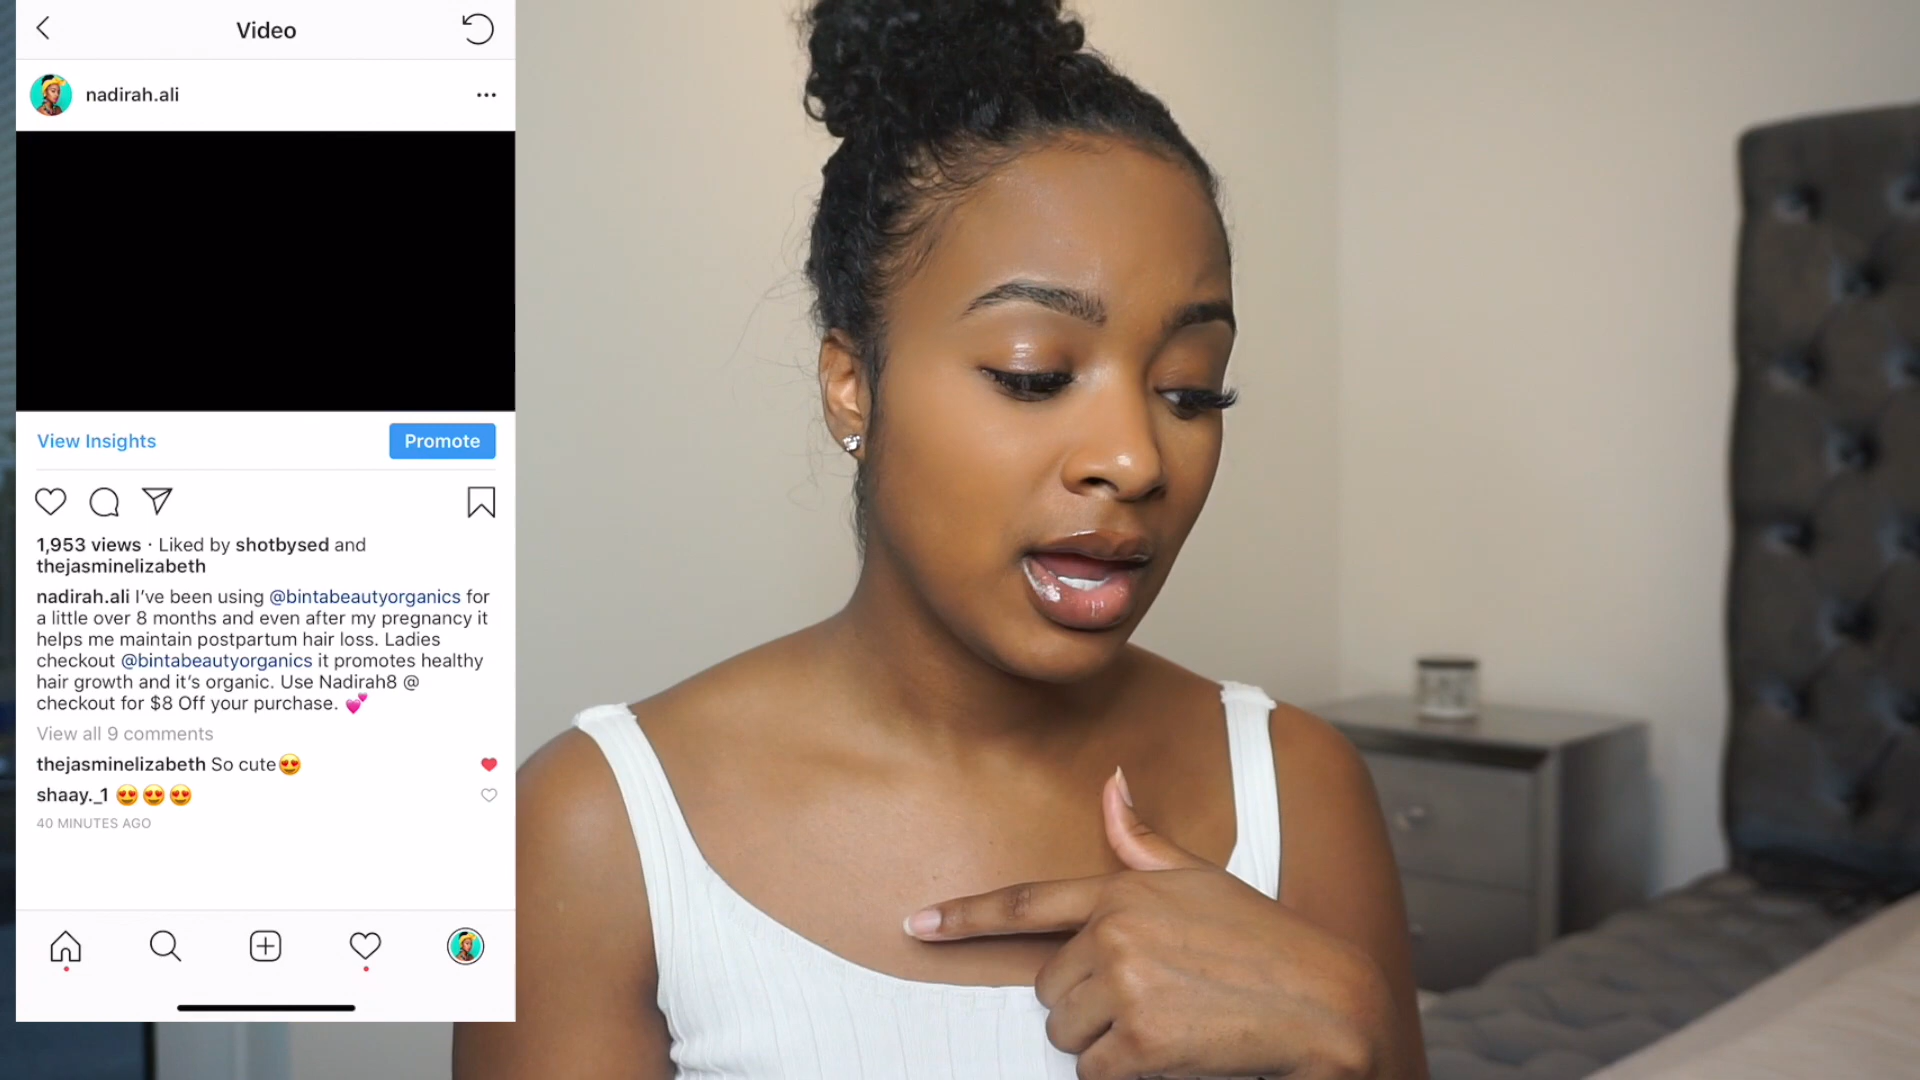 Video
nadirah.ali
View Insights
Promote
1,953 views · Liked by shotbysed and
thejasminelizabeth
nadirah.ali I’ve been using @bintabeautyorganics for
a little over 8 months and even after my pregnancy it
helps me maintain postpartum hair loss. Ladies
checkout @bintabeautyorganics it promotes healthy
hair growth and it’s organic. Use Nadirah8 @
checkout for $8 Off your purchase. 💕
View all 9 comments
thejasminelizabeth So cute😍
shaay._1 😍😍😍
40 MINUTES AGO